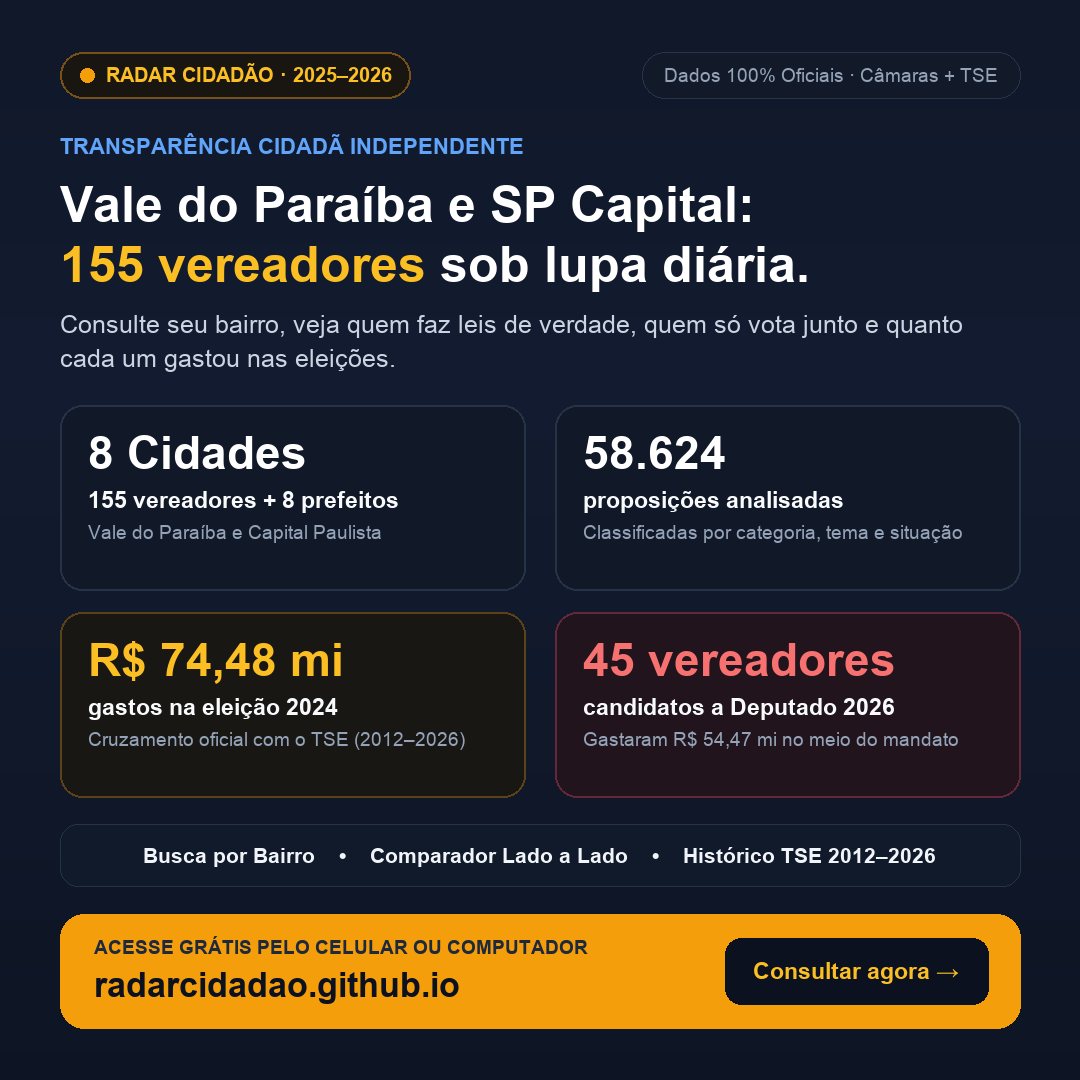 RADAR CIDADÃO · 2025–2026
Dados 100% Oficiais · Câmaras + TSE
TRANSPARÊNCIA CIDADÃ INDEPENDENTE
Vale do Paraíba e SP Capital:
155 vereadores sob lupa diária.
Consulte seu bairro, veja quem faz leis de verdade, quem só vota junto e quanto
cada um gastou nas eleições.
8 Cidades
155 vereadores + 8 prefeitos
Vale do Paraíba e Capital Paulista
58.624
proposições analisadas
Classificadas por categoria, tema e situação
R$ 74,48 mi
gastos na eleição 2024
Cruzamento oficial com o TSE (2012–2026)
45 vereadores
candidatos a Deputado 2026
Gastaram R$ 54,47 mi no meio do mandato
Busca por Bairro • Comparador Lado a Lado • Histórico TSE 2012–2026
ACESSE GRÁTIS PELO CELULAR OU COMPUTADOR
radarcidadao.github.io
Consultar agora →